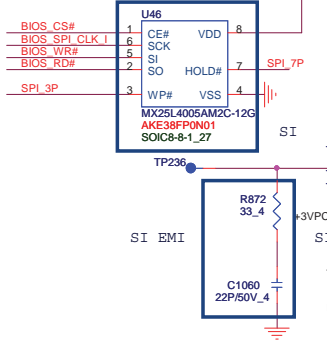 U46
BIOS_CS# 1 CE# VDD 8
BIOS_SPI_CLK_I 6 SCK
BIOS_WR# 5 SI
BIOS_RD# 2 SO HOLD# 7 SPI_7P
SPI_3P 3 WP# VSS 4
MX25L4005AM2C-12G
AKE38FP0N01
SOIC8-8-1_27
SI
TP236
R872
33_4
+3VPC
SI EMI
C1060
22P/50V_4